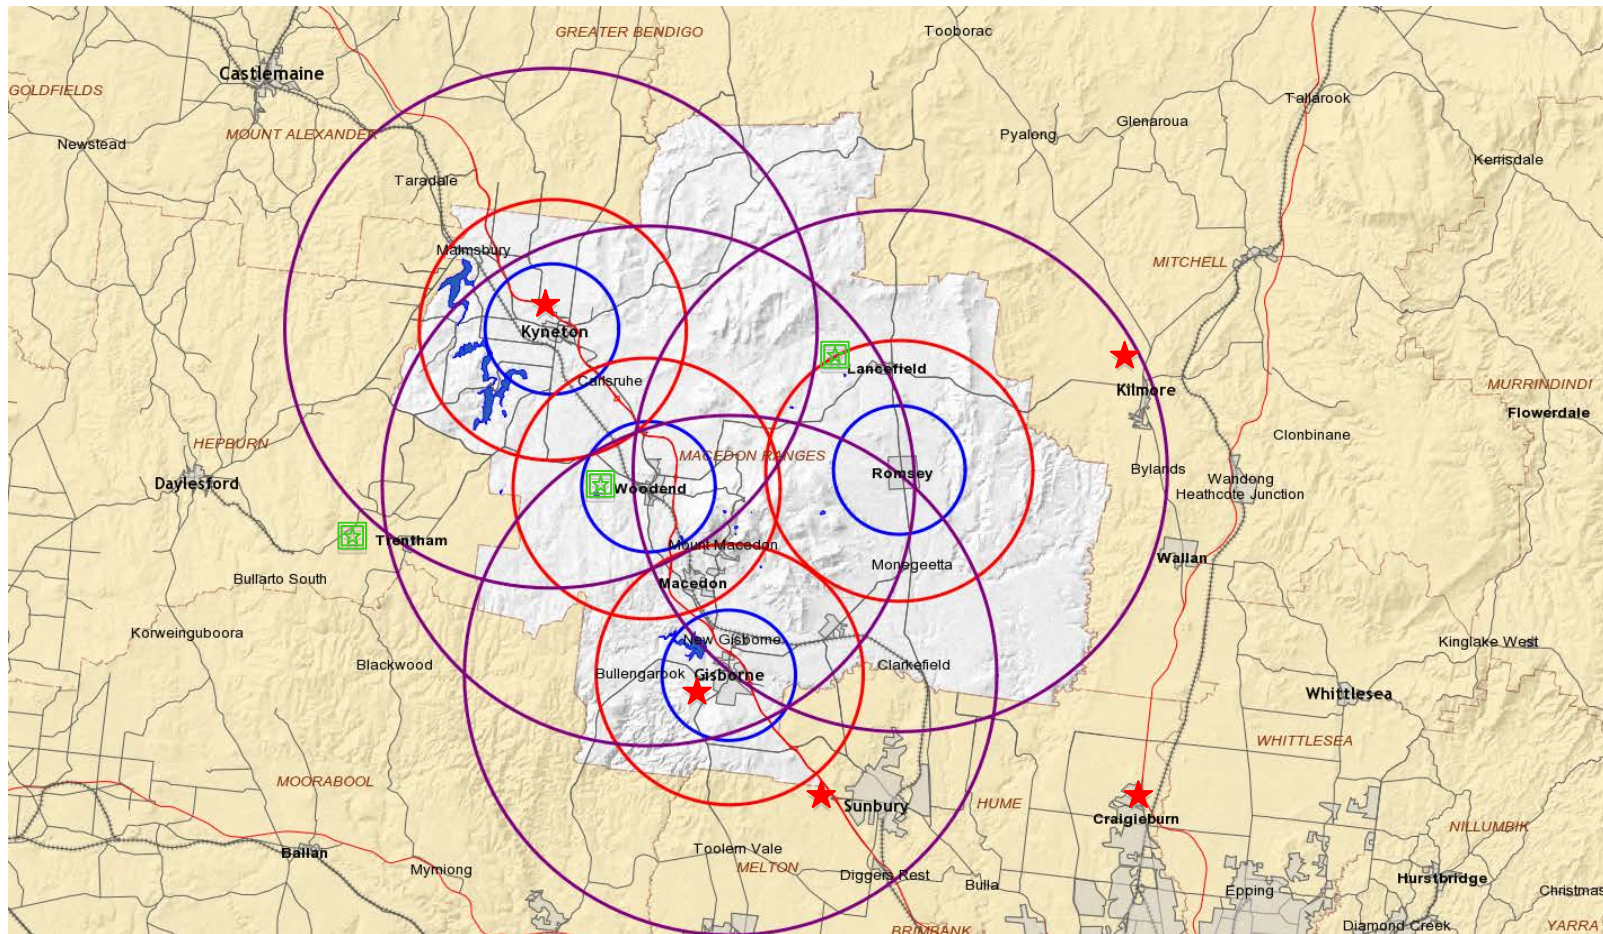 GREATER BENDIGO
Tooborac
Castlemaine
GOLDFIELDS
Tallarook
Glenaroua
MOUNT ALEXANDER
Pyalong
Newstead
Kerrisdale
Taradale
Malmsbury
MITCHELL
Kyneton
Lancefield
Carlsruhe
Kilmore
MURRINDINDI
Flowerdale
HEPBURN
Clonbinane
MACEDON RANGES
Bylands
Romsey
Daylesford
Woodend
Wandong
Heathcote Junction
Trentham
Mount Macedon
Wallan
Monegeetta
Bullarto South
Macedon
Korweinguboora
New Gisborne
Kinglake West
Blackwood
Clarkefield
Bullengarook
Gisborne
Whittlesea
WHITTLESEA
MOORABOOL
Sunbury
HUME
Craigieburn
NILLUMBIK
Toolern Vale
Ballan
MELTON
Myrniong
Diggers Rest
Bulla
Hurstbridge
Epping
Christmas
Diamond Creek
YARRA
BRIMBANK